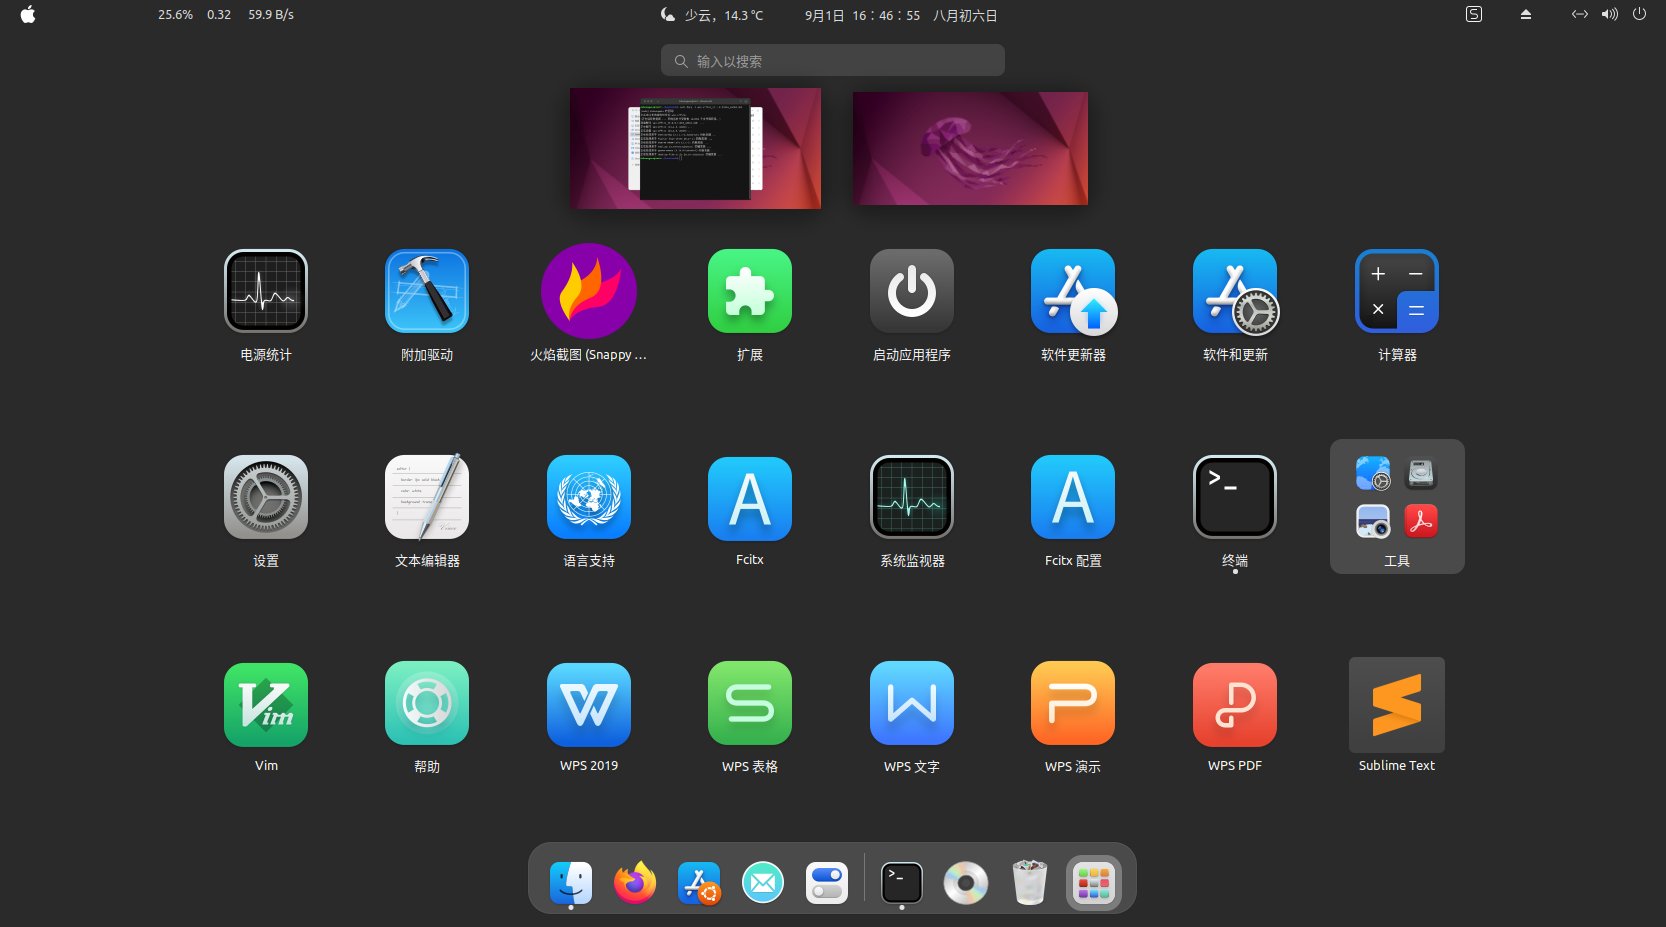 25.6% 0.32 59.9 B/s 少云，14.3 ℃ 9月1日 16：46：55 八月初六日
输入以搜索
电源统计 附加驱动 火焰截图 (Snappy ... 扩展 启动应用程序 软件更新器 软件和更新 计算器
设置 文本编辑器 语言支持 Fcitx 系统监视器 Fcitx 配置 终端 工具
Vim 帮助 WPS 2019 WPS 表格 WPS 文字 WPS 演示 WPS PDF Sublime Text